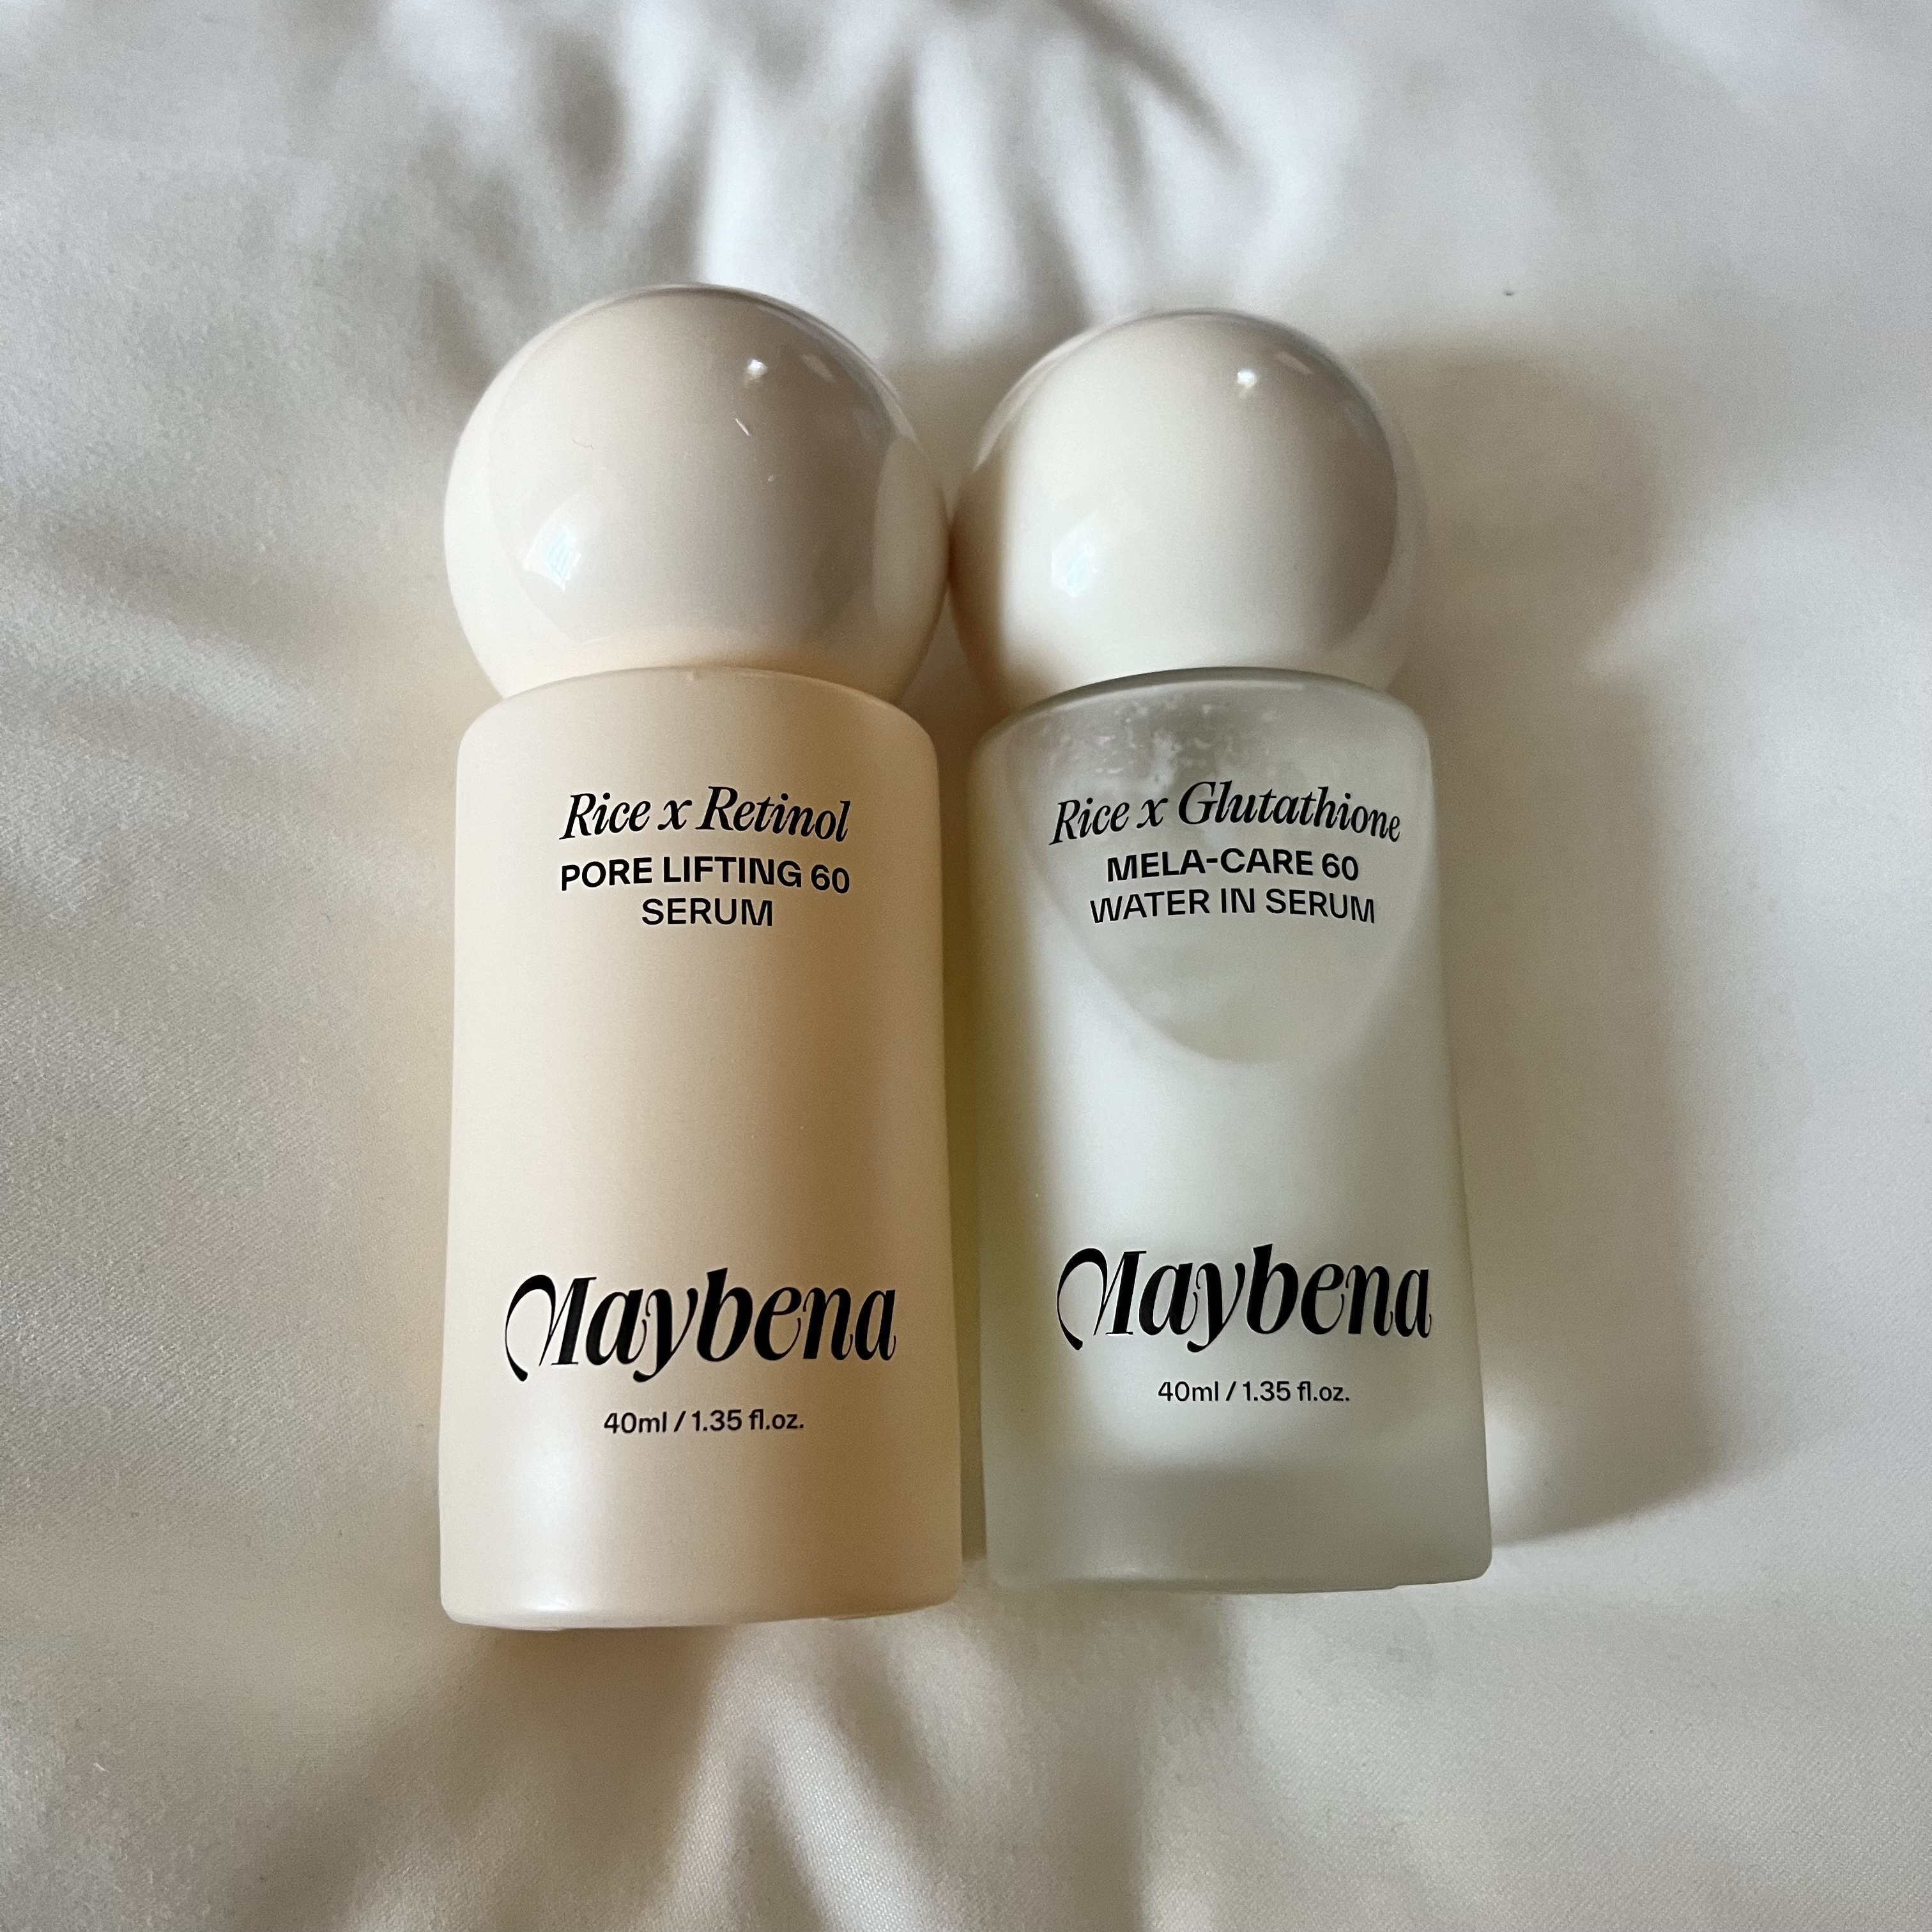 Rice x Retinol
PORE LIFTING 60
SERUM
Maybena
40ml / 1.35 fl.oz.
Rice x Glutathione
MELA-CARE 60
WATER IN SERUM
Maybena
40ml / 1.35 fl.oz.